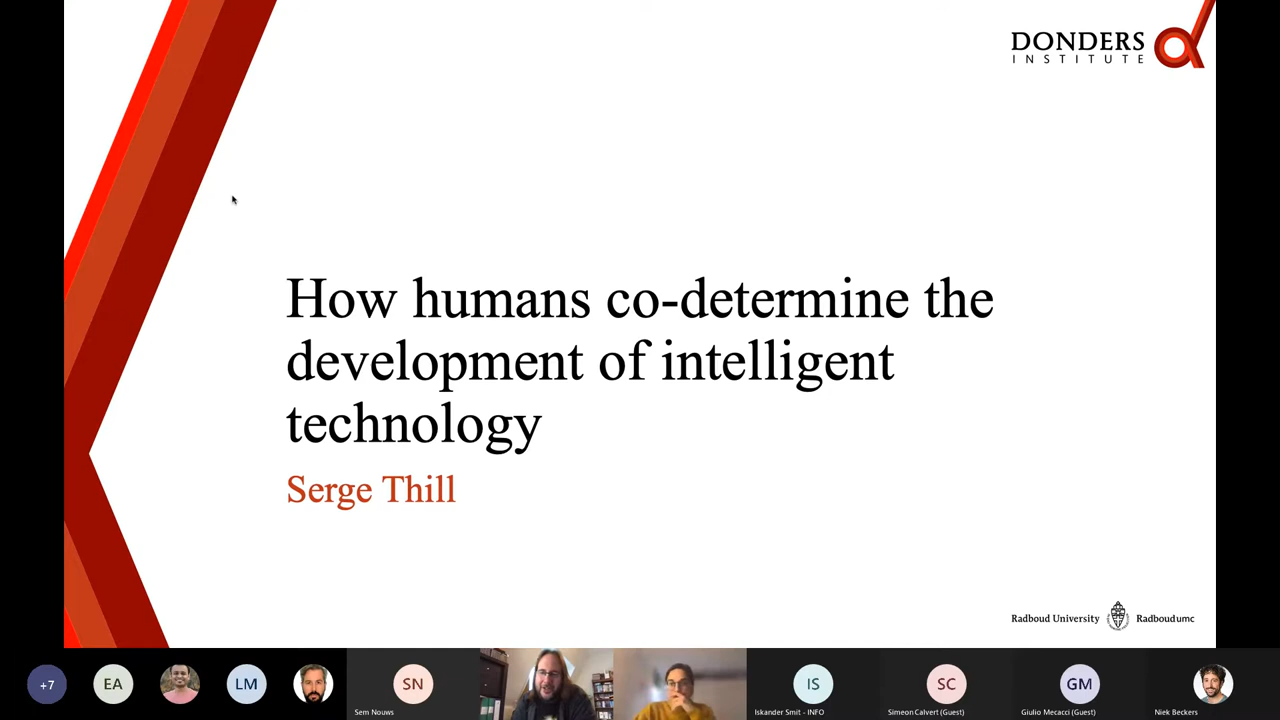 DONDERS
INSTITUTE
How humans co-determine the
development of intelligent
technology
Serge Thill
Radboud University
Radboudumc
+7
EA
LM
SN
Sem Nouws
IS
Iskander Smit - INFO
SC
Simeon Calvert (Guest)
GM
Giulio Mecacci (Guest)
Niek Beckers